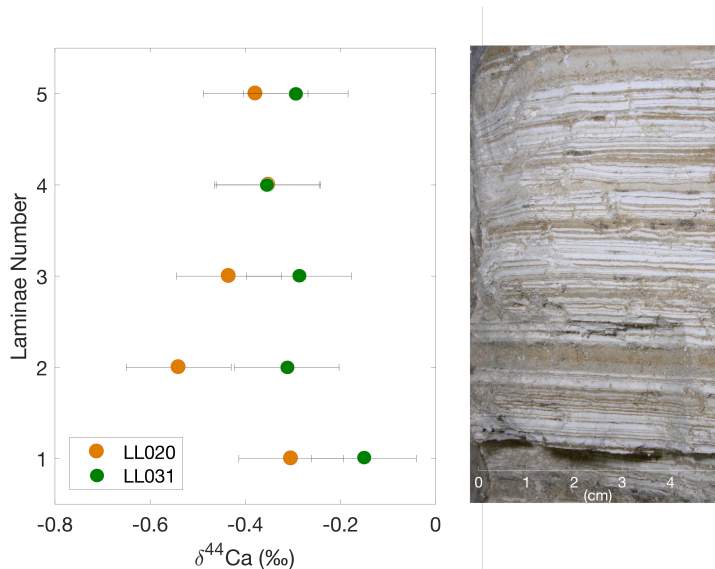 5
4
3
2
1
Laminae Number
LL020
LL031
-0.8 -0.6 -0.4 -0.2 0
δ44Ca (‰)
0 1 2 3 4
(cm)